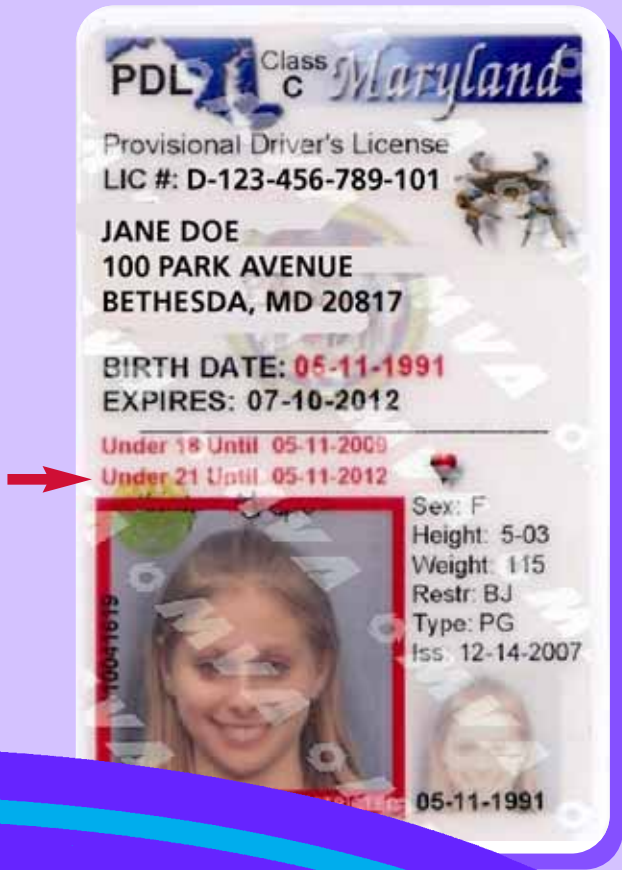 PDL Class C Maryland
Provisional Driver's License
LIC #: D-123-456-789-101
JANE DOE
100 PARK AVENUE
BETHESDA, MD 20817
BIRTH DATE: 05-11-1991
EXPIRES: 07-10-2012
Under 18 Until 05-11-2009
Under 21 Until 05-11-2012
Sex: F
Height: 5-03
Weight: 115
Restr: BJ
Type: PG
Iss. 12-14-2007
05-11-1991
MVA